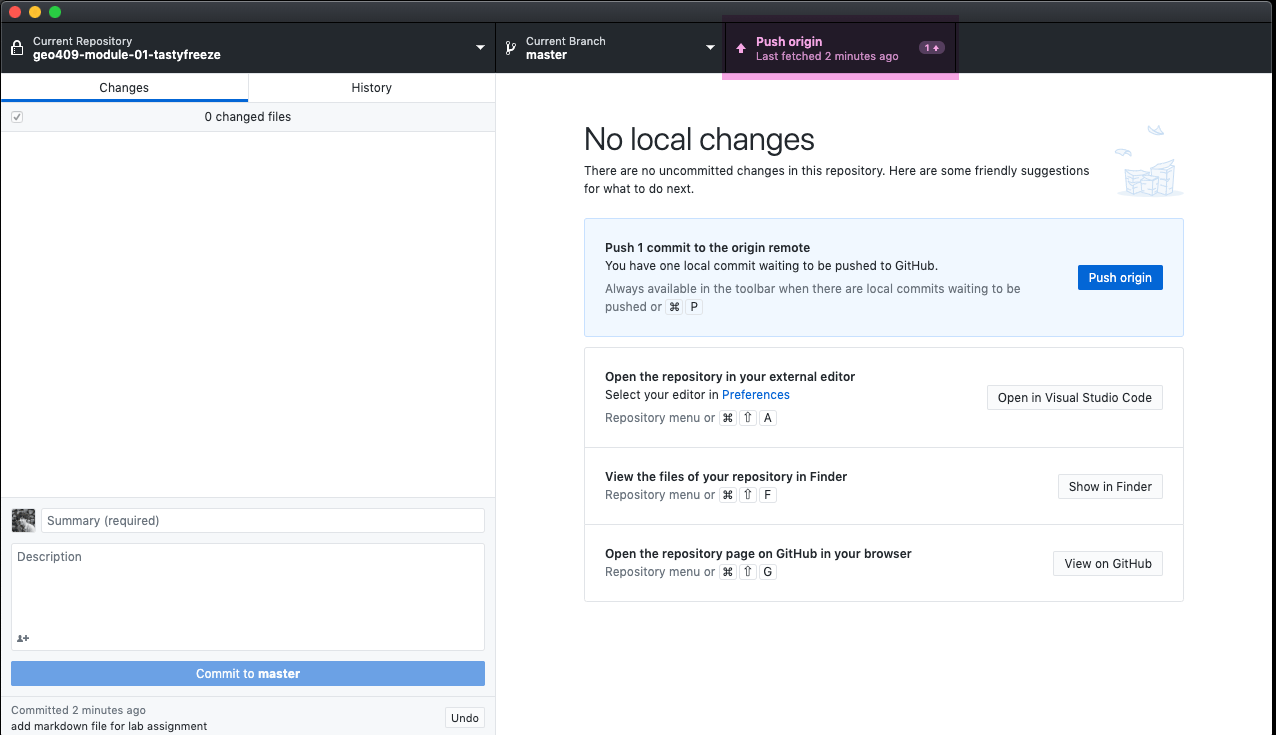 Current Repository
geo409-module-01-tastyfreeze
Current Branch
master
Push origin
Last fetched 2 minutes ago
1
Changes
History
0 changed files
No local changes
There are no uncommitted changes in this repository. Here are some friendly suggestions
for what to do next.
Push 1 commit to the origin remote
You have one local commit waiting to be pushed to GitHub.
Always available in the toolbar when there are local commits waiting to be
pushed or ⌘ P
Push origin
Open the repository in your external editor
Select your editor in Preferences
Repository menu or ⌘ ⇧ A
Open in Visual Studio Code
View the files of your repository in Finder
Repository menu or ⌘ ⇧ F
Show in Finder
Open the repository page on GitHub in your browser
Repository menu or ⌘ ⇧ G
View on GitHub
Summary (required)
Description
Commit to master
Committed 2 minutes ago
add markdown file for lab assignment
Undo